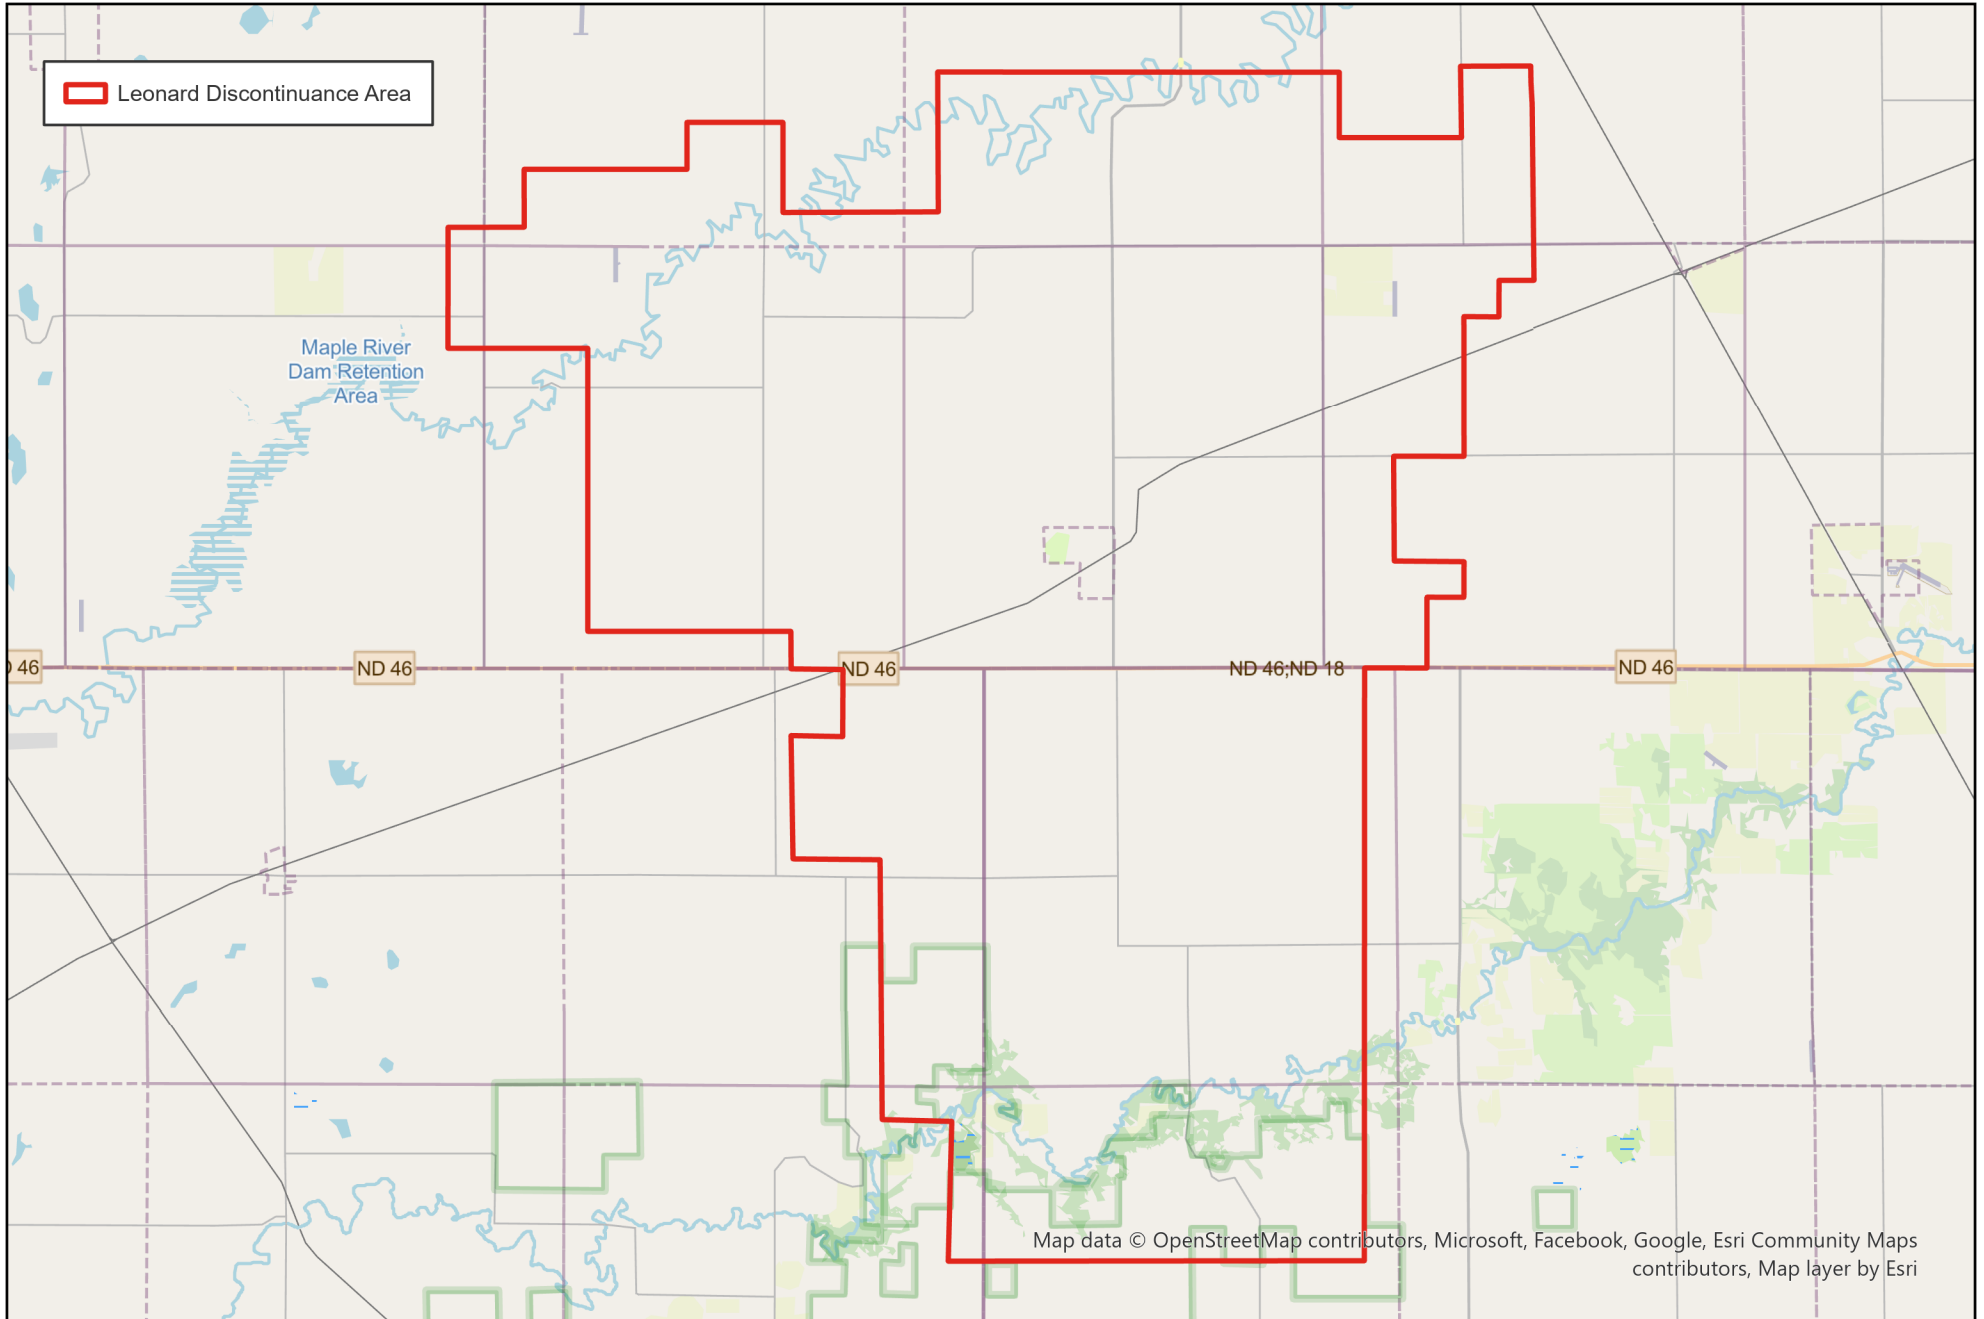 Leonard Discontinuance Area
Maple River
Dam Retention
Area
46
ND 46
ND 46
ND 46;ND 18
ND 46
Map data © OpenStreetMap contributors, Microsoft, Facebook, Google, Esri Community Maps
contributors, Map layer by Esri